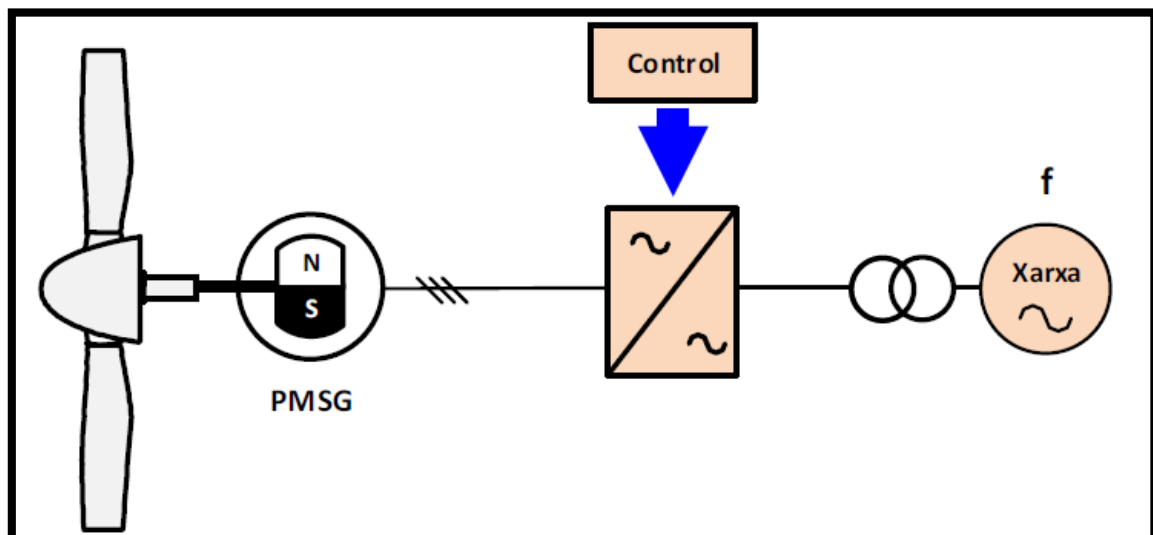 Control
f
Xarxa
N
S
PMSG